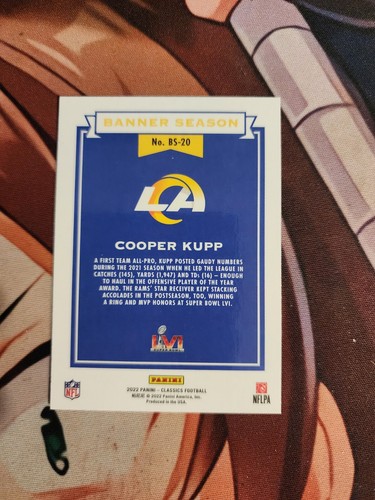 BANNER SEASON
No. BS-20
LA
COOPER KUPP
A FIRST TEAM ALL-PRO, KUPP POSTED GAUDY NUMBERS
DURING THE 2021 SEASON WHEN HE LED THE LEAGUE IN
CATCHES (145), YARDS (1,947) AND TDs (16) — ENOUGH
TO HAUL IN THE OFFENSIVE PLAYER OF THE YEAR
AWARD. THE RAMS' STAR RECEIVER KEPT STACKING
ACCOLADES IN THE POSTSEASON, TOO, WINNING
A RING AND MVP HONORS AT SUPER BOWL LVI.
LVI
NFL
PANINI
NFLPA
2022 PANINI - CLASSICS FOOTBALL
© 2022 Panini America, Inc.
Produced in the USA.